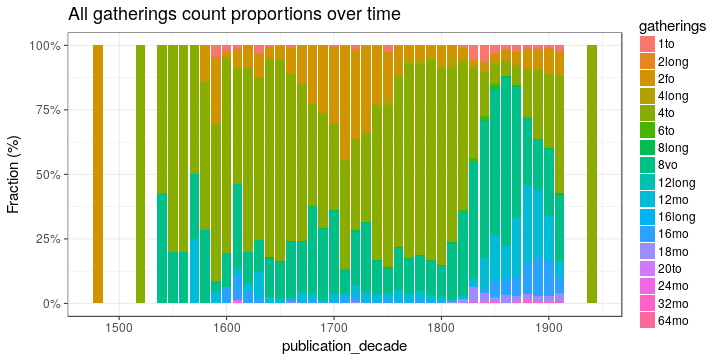 All gatherings count proportions over time
100%
75%
50%
25%
0%
Fraction (%)
1500
1600
1700
1800
1900
publication_decade
gatherings
1to
2long
2fo
4long
4to
6to
8long
8vo
12long
12mo
16long
16mo
18mo
20to
24mo
32mo
64mo